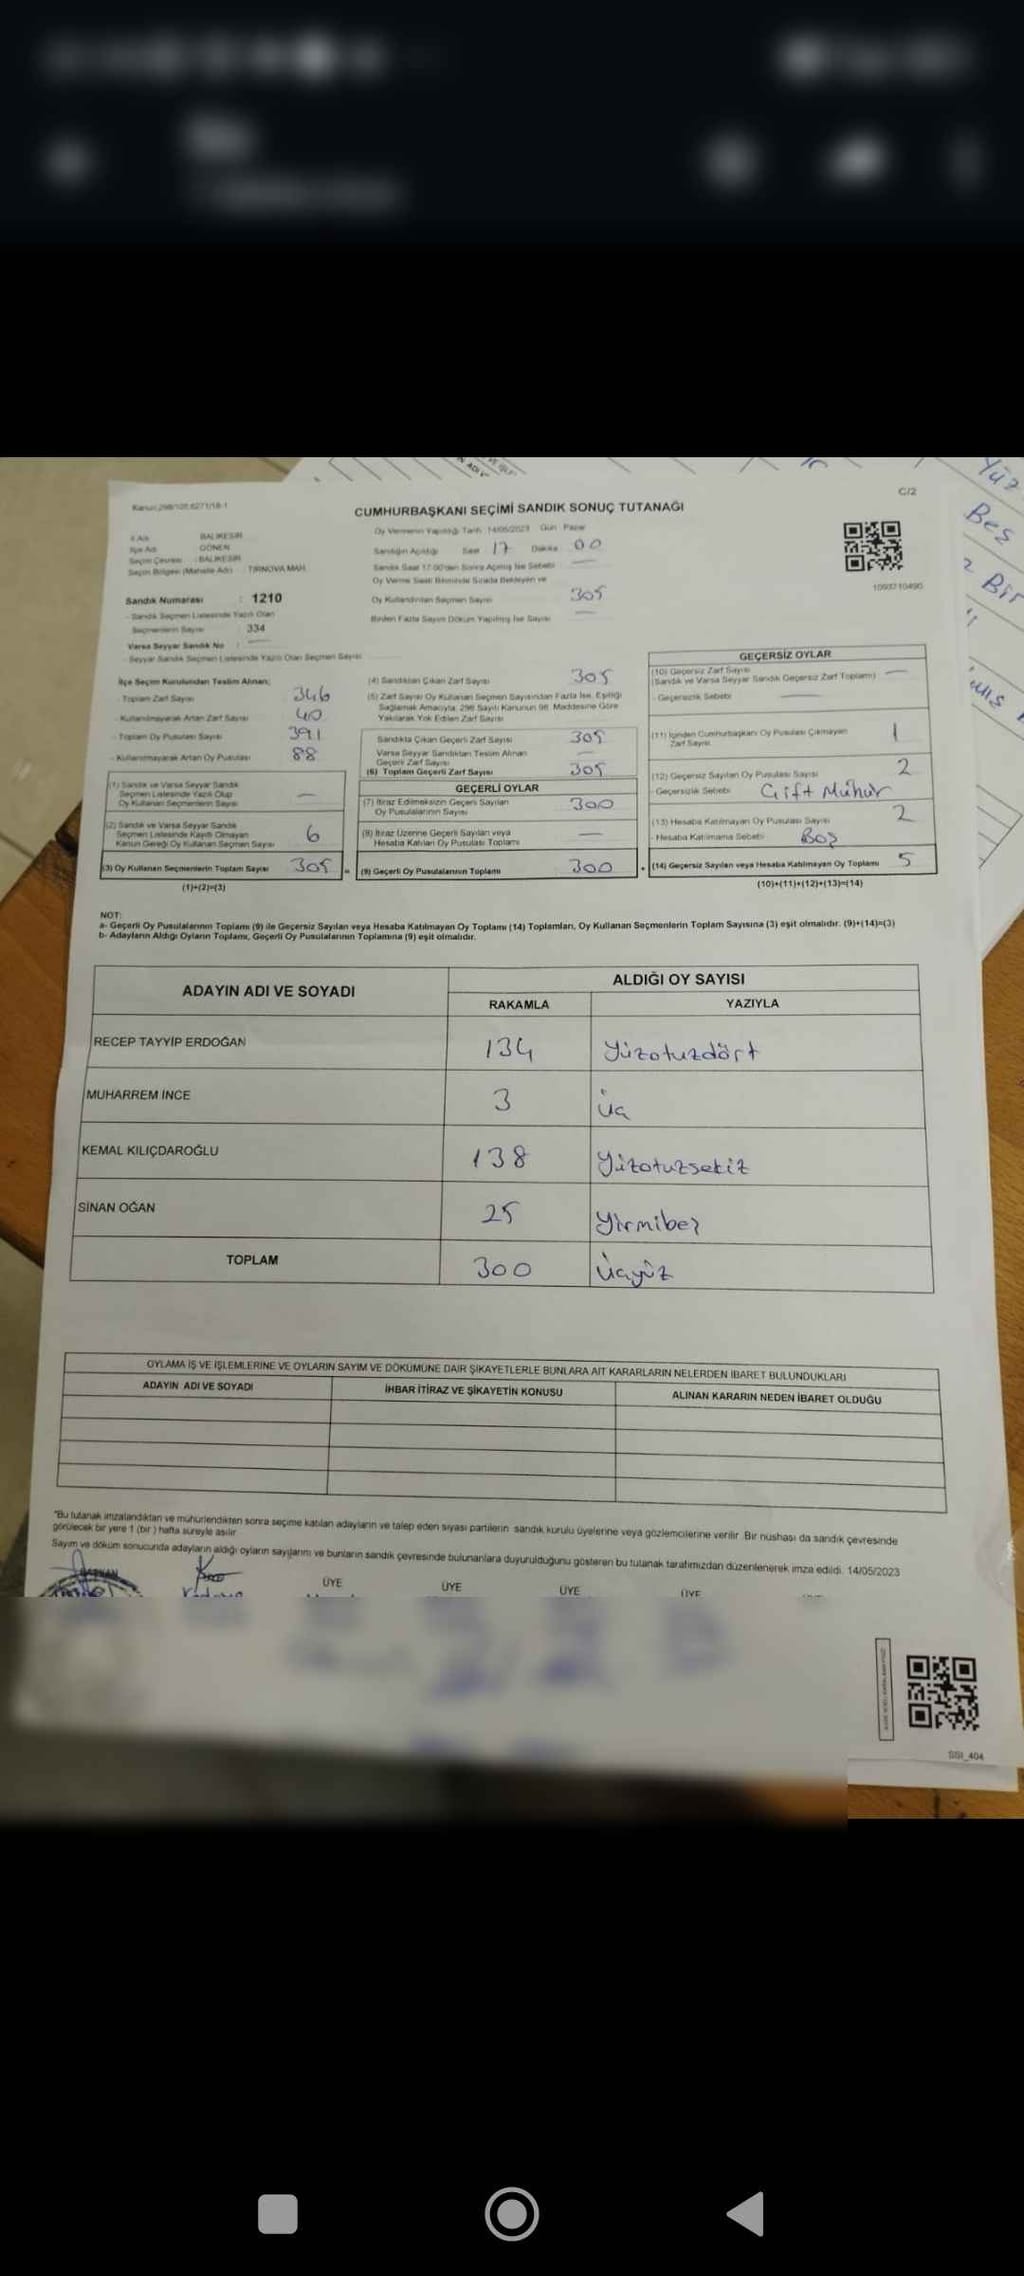 C/2
Kanun:298/105,6271/18-1
CUMHURBAŞKANI SEÇİMİ SANDIK SONUÇ TUTANAĞI
İl Adı BALIKESİR
İlçe Adı GÖNEN
Seçim Çevresi : BALIKESİR
Seçim Bölgesi (Mahalle Adı) : TIRNOVA MAH.
Oy Vermenin Yapıldığı Tarih 14/05/2023 Gün Pazar
Sandığın Açıldığı Saat 17 Dakika 00
Sandık Saat 17:00'den Sonra Açılmış İse Sebebi —
Oy Verme Saati Bitiminde Sırada Bekleyen ve
Oy Kullandırılan Seçmen Sayısı 305
Birden Fazla Sayım Döküm Yapılmış İse Sayısı —
1093710490
Sandık Numarası : 1210
- Sandık Seçmen Listesinde Yazılı Olan
Seçmenlerin Sayısı : 334
Varsa Seyyar Sandık No : —
- Seyyar Sandık Seçmen Listesinde Yazılı Olan Seçmen Sayısı
İlçe Seçim Kurulundan Teslim Alınan;
- Toplam Zarf Sayısı 346
- Kullanılmayarak Artan Zarf Sayısı 40
- Toplam Oy Pusulası Sayısı 391
- Kullanılmayarak Artan Oy Pusulası 88
(1) Sandık ve Varsa Seyyar Sandık
Seçmen Listesinde Yazılı Olup
Oy Kullanan Seçmenlerin Sayısı —
(2) Sandık ve Varsa Seyyar Sandık
Seçmen Listesinde Kayıtlı Olmayan
Kanun Gereği Oy Kullanan Seçmen Sayısı 6
(3) Oy Kullanan Seçmenlerin Toplam Sayısı 305 =
(1)+(2)=(3)
(4) Sandıktan Çıkan Zarf Sayısı 305
(5) Zarf Sayısı Oy Kullanan Seçmen Sayısından Fazla İse, Eşitliği
Sağlamak Amacıyla; 298 Sayılı Kanunun 98. Maddesine Göre
Yakılarak Yok Edilen Zarf Sayısı
Sandıkta Çıkan Geçerli Zarf Sayısı 305
Varsa Seyyar Sandıktan Teslim Alınan
Geçerli Zarf Sayısı —
(6) Toplam Geçerli Zarf Sayısı 305
GEÇERLİ OYLAR
(7) İtiraz Edilmeksizin Geçerli Sayılan
Oy Pusulalarının Sayısı 300
(8) İtiraz Üzerine Geçerli Sayılan veya
Hesaba Katılan Oy Pusulası Toplamı —
(9) Geçerli Oy Pusulalarının Toplamı 300 +
GEÇERSİZ OYLAR
(10) Geçersiz Zarf Sayısı
(Sandık ve Varsa Seyyar Sandık Geçersiz Zarf Toplamı) —
- Geçersizlik Sebebi —
(11) İçinden Cumhurbaşkanı Oy Pusulası Çıkmayan
Zarf Sayısı 1
(12) Geçersiz Sayılan Oy Pusulası Sayısı 2
- Geçersizlik Sebebi Çift Mühür
(13) Hesaba Katılmayan Oy Pusulası Sayısı 2
- Hesaba Katılmama Sebebi Boş
(14) Geçersiz Sayılan veya Hesaba Katılmayan Oy Toplamı 5
(10)+(11)+(12)+(13)=(14)
NOT:
a- Geçerli Oy Pusulalarının Toplamı (9) ile Geçersiz Sayılan veya Hesaba Katılmayan Oy Toplamı (14) Toplamları, Oy Kullanan Seçmenlerin Toplam Sayısına (3) eşit olmalıdır. (9)+(14)=(3)
b- Adayların Aldığı Oyların Toplamı, Geçerli Oy Pusulalarının Toplamına (9) eşit olmalıdır.
ADAYIN ADI VE SOYADI
ALDIĞI OY SAYISI
RAKAMLA YAZIYLA
RECEP TAYYİP ERDOĞAN 134 Yüzotuzdört
MUHARREM İNCE 3 Üç
KEMAL KILIÇDAROĞLU 138 Yüzotuzsekiz
SİNAN OĞAN 25 Yirmibeş
TOPLAM 300 Üçyüz
OYLAMA İŞ VE İŞLEMLERİNE VE OYLARIN SAYIM VE DÖKÜMÜNE DAİR ŞİKAYETLERLE BUNLARA AİT KARARLARIN NELERDEN İBARET BULUNDUKLARI
ADAYIN ADI VE SOYADI İHBAR İTİRAZ VE ŞİKAYETİN KONUSU ALINAN KARARIN NEDEN İBARET OLDUĞU
*Bu tutanak imzalandıktan ve mühürlendikten sonra seçime katılan adayların ve talep eden siyasi partilerin sandık kurulu üyelerine veya gözlemcilerine verilir. Bir nüshası da sandık çevresinde
görülecek bir yere 1 (bir) hafta süreyle asılır.
Sayım ve döküm sonucunda adayların aldığı oyların sayılarını ve bunların sandık çevresinde bulunanlara duyurulduğunu gösteren bu tutanak tarafımızdan düzenlenerek imza edildi. 14/05/2023
BAŞKAN ÜYE ÜYE ÜYE ÜYE
SSI_404
Yüz
Beş
Bir